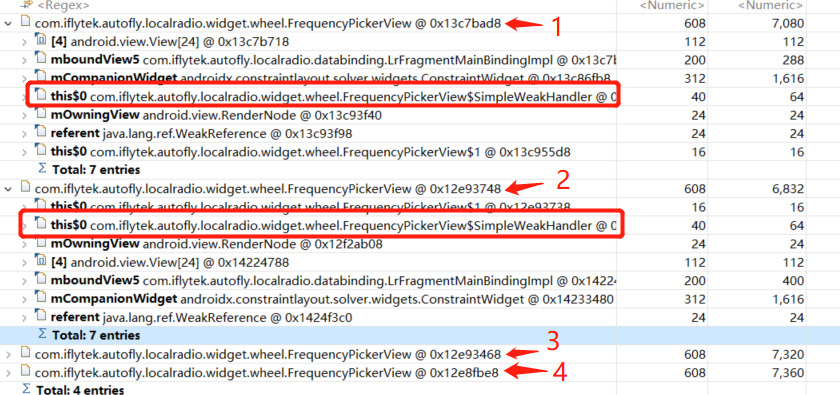 <Regex> <Numeric> <Numeric>
com.iflytek.autofly.localradio.widget.wheel.FrequencyPickerView @ 0x13c7bad8 1 608 7,080
[4] android.view.View[24] @ 0x13c7b718 112 112
mboundView5 com.iflytek.autofly.localradio.databinding.LrFragmentMainBindingImpl @ 0x13c7b 200 288
mCompanionWidget androidx.constraintlayout.solver.widgets.ConstraintWidget @ 0x13c86fb8 312 1,616
this$0 com.iflytek.autofly.localradio.widget.wheel.FrequencyPickerView$SimpleWeakHandler @ 0 40 64
mOwningView android.view.RenderNode @ 0x13c93f40 24 24
referent java.lang.ref.WeakReference @ 0x13c93f98 24 24
this$0 com.iflytek.autofly.localradio.widget.wheel.FrequencyPickerView$1 @ 0x13c955d8 16 16
Σ Total: 7 entries
com.iflytek.autofly.localradio.widget.wheel.FrequencyPickerView @ 0x12e93748 2 608 6,832
this$0 com.iflytek.autofly.localradio.widget.wheel.FrequencyPickerView$1 @ 0x12e93738 16 16
this$0 com.iflytek.autofly.localradio.widget.wheel.FrequencyPickerView$SimpleWeakHandler @ 0 40 64
mOwningView android.view.RenderNode @ 0x12f2ab08 24 24
[4] android.view.View[24] @ 0x14224788 112 112
mboundView5 com.iflytek.autofly.localradio.databinding.LrFragmentMainBindingImpl @ 0x14224 200 400
mCompanionWidget androidx.constraintlayout.solver.widgets.ConstraintWidget @ 0x14233480 312 1,616
referent java.lang.ref.WeakReference @ 0x1424f3c0 24 24
Σ Total: 7 entries
com.iflytek.autofly.localradio.widget.wheel.FrequencyPickerView @ 0x12e93468 3 608 7,320
com.iflytek.autofly.localradio.widget.wheel.FrequencyPickerView @ 0x12e8fbe8 4 608 7,360
Σ Total: 4 entries